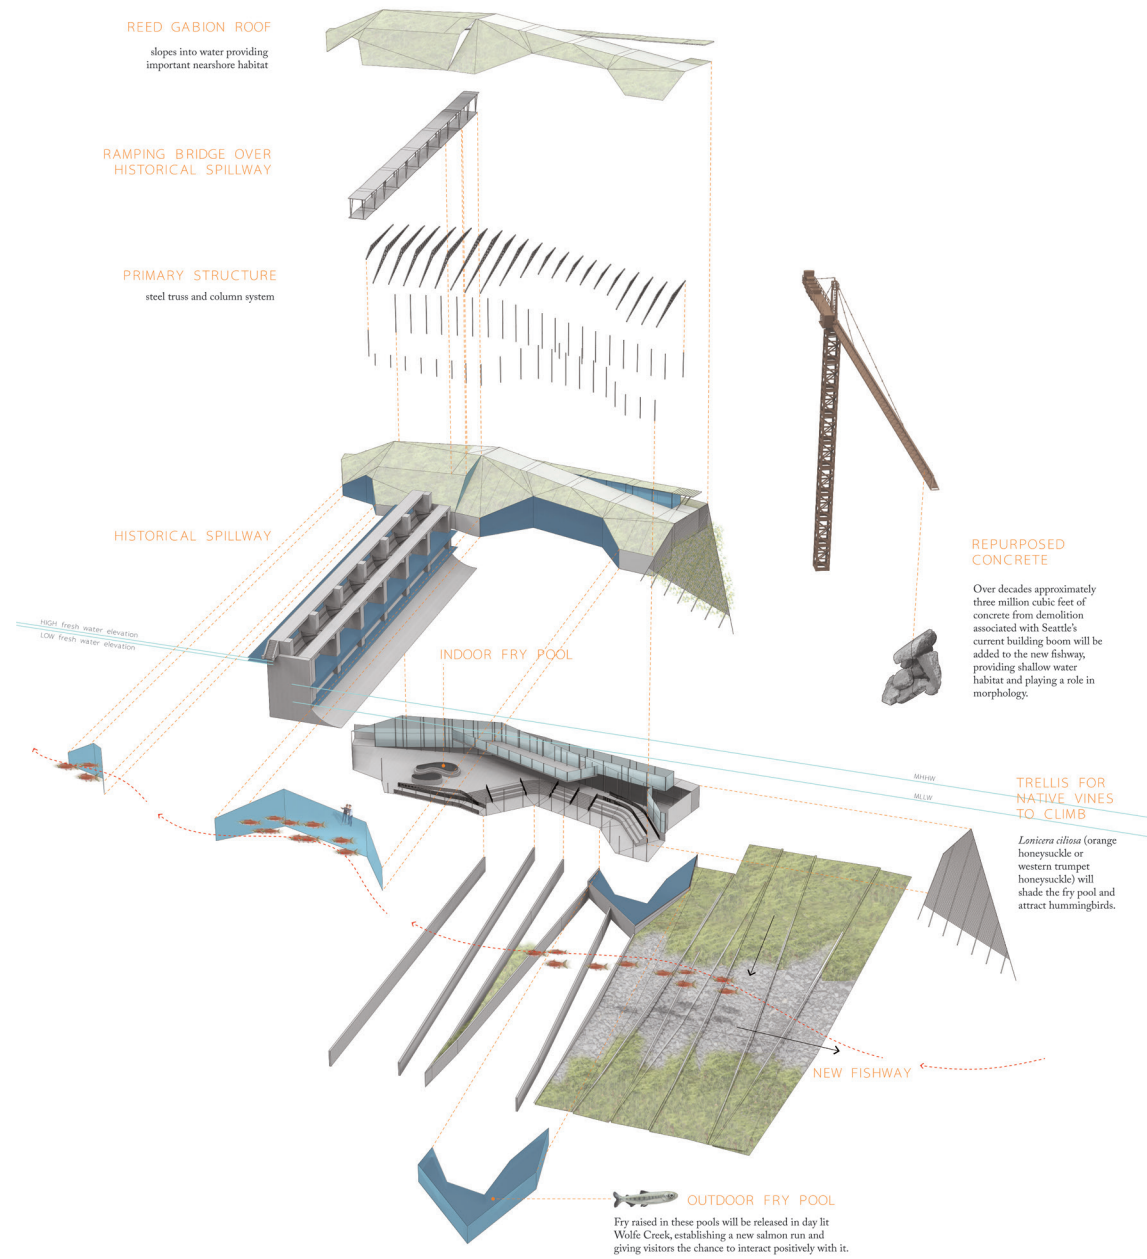 REED GABION ROOF
slopes into water providing
important nearshore habitat
RAMPING BRIDGE OVER
HISTORICAL SPILLWAY
PRIMARY STRUCTURE
steel truss and column system
HISTORICAL SPILLWAY
REPURPOSED
CONCRETE
Over decades approximately
three million cubic feet of
concrete from demolition
associated with Seattle's
current building boom will be
added to the new fishway,
providing shallow water
habitat and playing a role in
morphology.
HIGH fresh water elevation
LOW fresh water elevation
INDOOR FRY POOL
MHHW
MLLW
TRELLIS FOR
NATIVE VINES
TO CLIMB
Lonicera ciliosa (orange
honeysuckle or
western trumpet
honeysuckle) will
shade the fry pool and
attract hummingbirds.
NEW FISHWAY
OUTDOOR FRY POOL
Fry raised in these pools will be released in day lit
Wolfe Creek, establishing a new salmon run and
giving visitors the chance to interact positively with it.